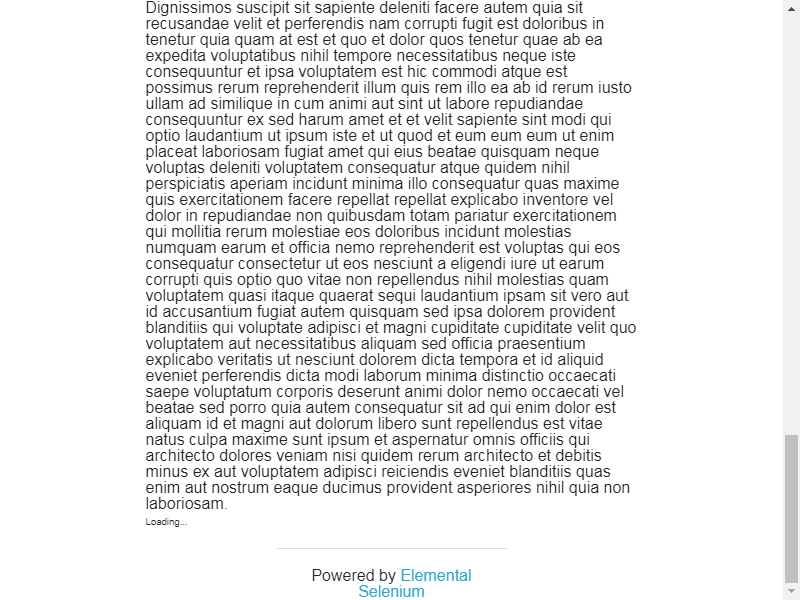 Dignissimos suscipit sit sapiente deleniti facere autem quia sit
recusandae velit et perferendis nam corrupti fugit est doloribus in
tenetur quia quam at est et quo et dolor quos tenetur quae ab ea
expedita voluptatibus nihil tempore necessitatibus neque iste
consequuntur et ipsa voluptatem est hic commodi atque est
possimus rerum reprehenderit illum quis rem illo ea ab id rerum iusto
ullam ad similique in cum animi aut sint ut labore repudiandae
consequuntur ex sed harum amet et et velit sapiente sint modi qui
optio laudantium ut ipsum iste et ut quod et eum eum eum ut enim
placeat laboriosam fugiat amet qui eius beatae quisquam neque
voluptas deleniti voluptatem consequatur atque quidem nihil
perspiciatis aperiam incidunt minima illo consequatur quas maxime
quis exercitationem facere repellat repellat explicabo inventore vel
dolor in repudiandae non quibusdam totam pariatur exercitationem
qui mollitia rerum molestiae eos doloribus incidunt molestias
numquam earum et officia nemo reprehenderit est voluptas qui eos
consequatur consectetur ut eos nesciunt a eligendi iure ut earum
corrupti quis optio quo vitae non repellendus nihil molestias quam
voluptatem quasi itaque quaerat sequi laudantium ipsam sit vero aut
id accusantium fugiat autem quisquam sed ipsa dolorem provident
blanditiis qui voluptate adipisci et magni cupiditate cupiditate velit quo
voluptatem aut necessitatibus aliquam sed officia praesentium
explicabo veritatis ut nesciunt dolorem dicta tempora et id aliquid
eveniet perferendis dicta modi laborum minima distinctio occaecati
saepe voluptatum corporis deserunt animi dolor nemo occaecati vel
beatae sed porro quia autem consequatur sit ad qui enim dolor est
aliquam id et magni aut dolorum libero sunt repellendus est vitae
natus culpa maxime sunt ipsum et aspernatur omnis officiis qui
architecto dolores veniam nisi quidem rerum architecto et debitis
minus ex aut voluptatem adipisci reiciendis eveniet blanditiis quas
enim aut nostrum eaque ducimus provident asperiores nihil quia non
laboriosam.
Loading...
Powered by Elemental
Selenium